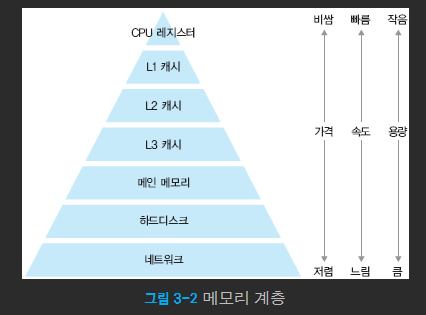 비쌈 빠름 작음
CPU 레지스터
L1 캐시
L2 캐시
L3 캐시
가격 속도 용량
메인 메모리
하드디스크
네트워크
저렴 느림 큼
그림 3-2 메모리 계층